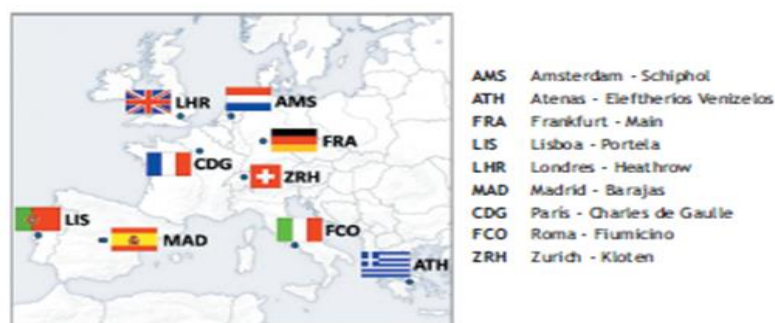 LHR
AMS
FRA
CDG
ZRH
LIS
MAD
FCO
ATH
AMS Amsterdam - Schiphol
ATH Atenas - Eleftherios Venizelos
FRA Frankfurt - Main
LIS Lisboa - Portela
LHR Londres - Heathrow
MAD Madrid - Barajas
CDG París - Charles de Gaulle
FCO Roma - Fiumicino
ZRH Zurich - Kloten